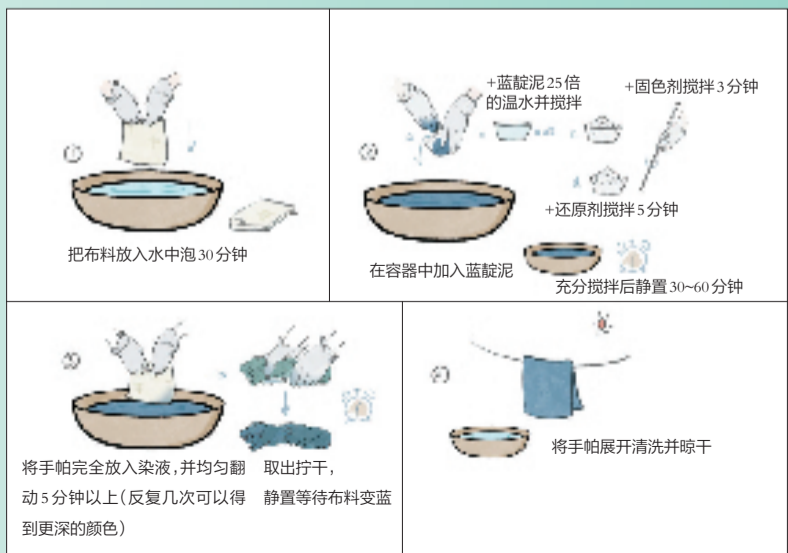 ①
把布料放入水中泡30分钟
②
+蓝靛泥25倍
的温水并搅拌
+固色剂搅拌3分钟
+还原剂搅拌5分钟
在容器中加入蓝靛泥
充分搅拌后静置30~60分钟
③
将手帕完全放入染液,并均匀翻
动5分钟以上(反复几次可以得
到更深的颜色)
取出拧干,
静置等待布料变蓝
④
将手帕展开清洗并晾干